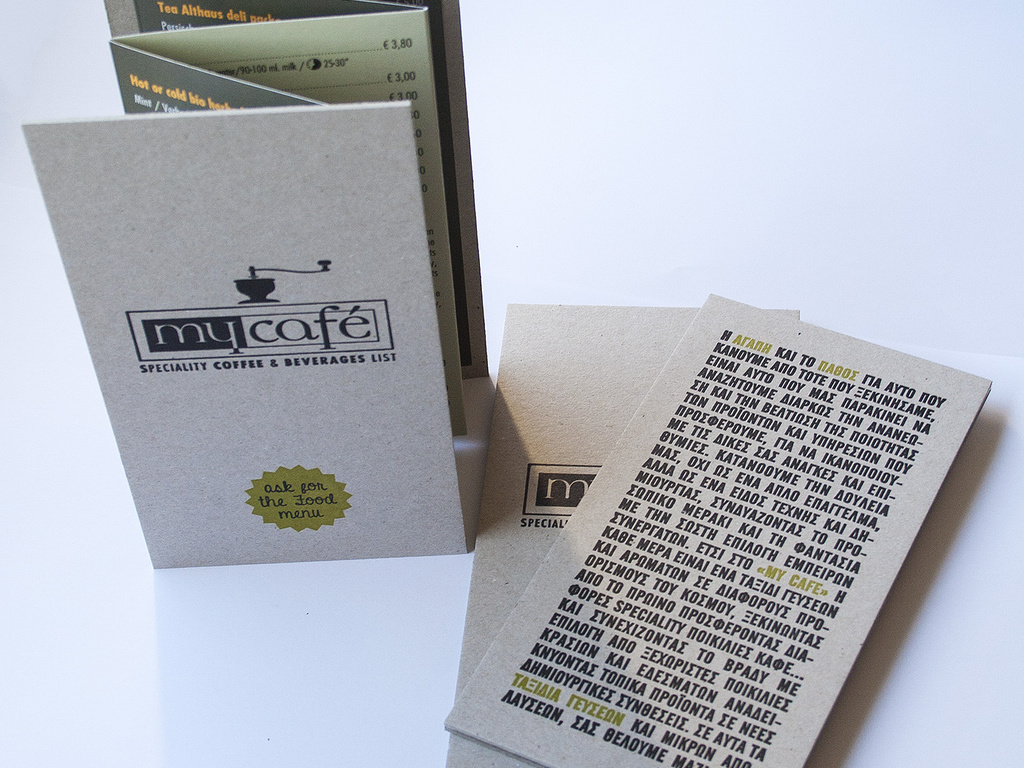 Tea Althaus deli
€ 3,80
/90-100 ml. milk / 25-30"
€ 3,00
€ 3,00
Hot or cold bio
Mint /
my café
SPECIALITY COFFEE & BEVERAGES LIST
ask for
the Food
menu
m
SPECIALI
Η ΑΓΑΠΗ ΚΑΙ ΤΟ ΠΑΘΟΣ ΓΙΑ ΑΥΤΟ ΠΟΥ
ΚΑΝΟΥΜΕ ΑΠΟ ΤΟΤΕ ΠΟΥ ΞΕΚΙΝΗΣΑΜΕ,
ΕΙΝΑΙ ΑΥΤΟ ΠΟΥ ΜΑΣ ΠΑΡΑΚΙΝΕΙ ΝΑ
ΑΝΑΖΗΤΟΥΜΕ ΔΙΑΡΚΩΣ ΤΗΝ ΑΝΑΝΕΩ-
ΣΗ ΚΑΙ ΤΗΝ ΒΕΛΤΙΩΣΗ ΤΗΣ ΠΟΙΟΤΗΤΑΣ
ΤΩΝ ΠΡΟΪΟΝΤΩΝ ΚΑΙ ΥΠΗΡΕΣΙΩΝ ΠΟΥ
ΠΡΟΣΦΕΡΟΥΜΕ, ΓΙΑ ΝΑ ΙΚΑΝΟΠΟΙΟΥ-
ΜΕ ΤΙΣ ΔΙΚΕΣ ΣΑΣ ΑΝΑΓΚΕΣ ΚΑΙ ΕΠΙ-
ΘΥΜΙΕΣ. ΚΑΤΑΝΟΟΥΜΕ ΤΗΝ ΔΟΥΛΕΙΑ
ΜΑΣ, ΟΧΙ ΩΣ ΕΝΑ ΑΠΛΟ ΕΠΑΓΓΕΛΜΑ,
ΑΛΛΑ ΩΣ ΕΝΑ ΕΙΔΟΣ ΤΕΧΝΗΣ ΚΑΙ ΔΗ-
ΜΙΟΥΡΓΙΑΣ, ΣΥΝΔΥΑΖΟΝΤΑΣ ΤΟ ΠΡΟ-
ΣΩΠΙΚΟ ΜΕΡΑΚΙ ΚΑΙ ΤΗ ΦΑΝΤΑΣΙΑ
ΜΕ ΤΗΝ ΣΩΣΤΗ ΕΠΙΛΟΓΗ ΕΜΠΕΙΡΩΝ
ΣΥΝΕΡΓΑΤΩΝ. ΕΤΣΙ ΣΤΟ «MY CAFE» Η
ΚΑΘΕ ΜΕΡΑ ΕΙΝΑΙ ΕΝΑ ΤΑΞΙΔΙ ΓΕΥΣΕΩΝ
ΚΑΙ ΑΡΩΜΑΤΩΝ ΣΕ ΔΙΑΦΟΡΟΥΣ ΠΡΟ-
ΟΡΙΣΜΟΥΣ ΤΟΥ ΚΟΣΜΟΥ, ΞΕΚΙΝΩΝΤΑΣ
ΑΠΟ ΤΟ ΠΡΩΙΝΟ ΠΡΟΣΦΕΡΟΝΤΑΣ ΔΙΑ-
ΦΟΡΕΣ SPECIALITY ΠΟΙΚΙΛΙΕΣ ΚΑΦΕ...
ΚΑΙ ΣΥΝΕΧΙΖΟΝΤΑΣ ΤΟ ΒΡΑΔΥ ΜΕ
ΕΠΙΛΟΓΗ ΑΠΟ ΞΕΧΩΡΙΣΤΕΣ ΠΟΙΚΙΛΙΕΣ
ΚΡΑΣΙΩΝ ΚΑΙ ΕΔΕΣΜΑΤΩΝ ΑΝΑΔΕΙ-
ΚΝΥΟΝΤΑΣ ΤΟΠΙΚΑ ΠΡΟΪΟΝΤΑ ΣΕ ΝΕΕΣ
ΔΗΜΙΟΥΡΓΙΚΕΣ ΣΥΝΘΕΣΕΙΣ. ΣΕ ΑΥΤΑ ΤΑ
ΤΑΞΙΔΙΑ ΓΕΥΣΕΩΝ ΚΑΙ ΜΙΚΡΩΝ ΑΠΟ-
ΛΑΥΣΕΩΝ, ΣΑΣ ΘΕΛΟΥΜΕ ΜΑΖΙ